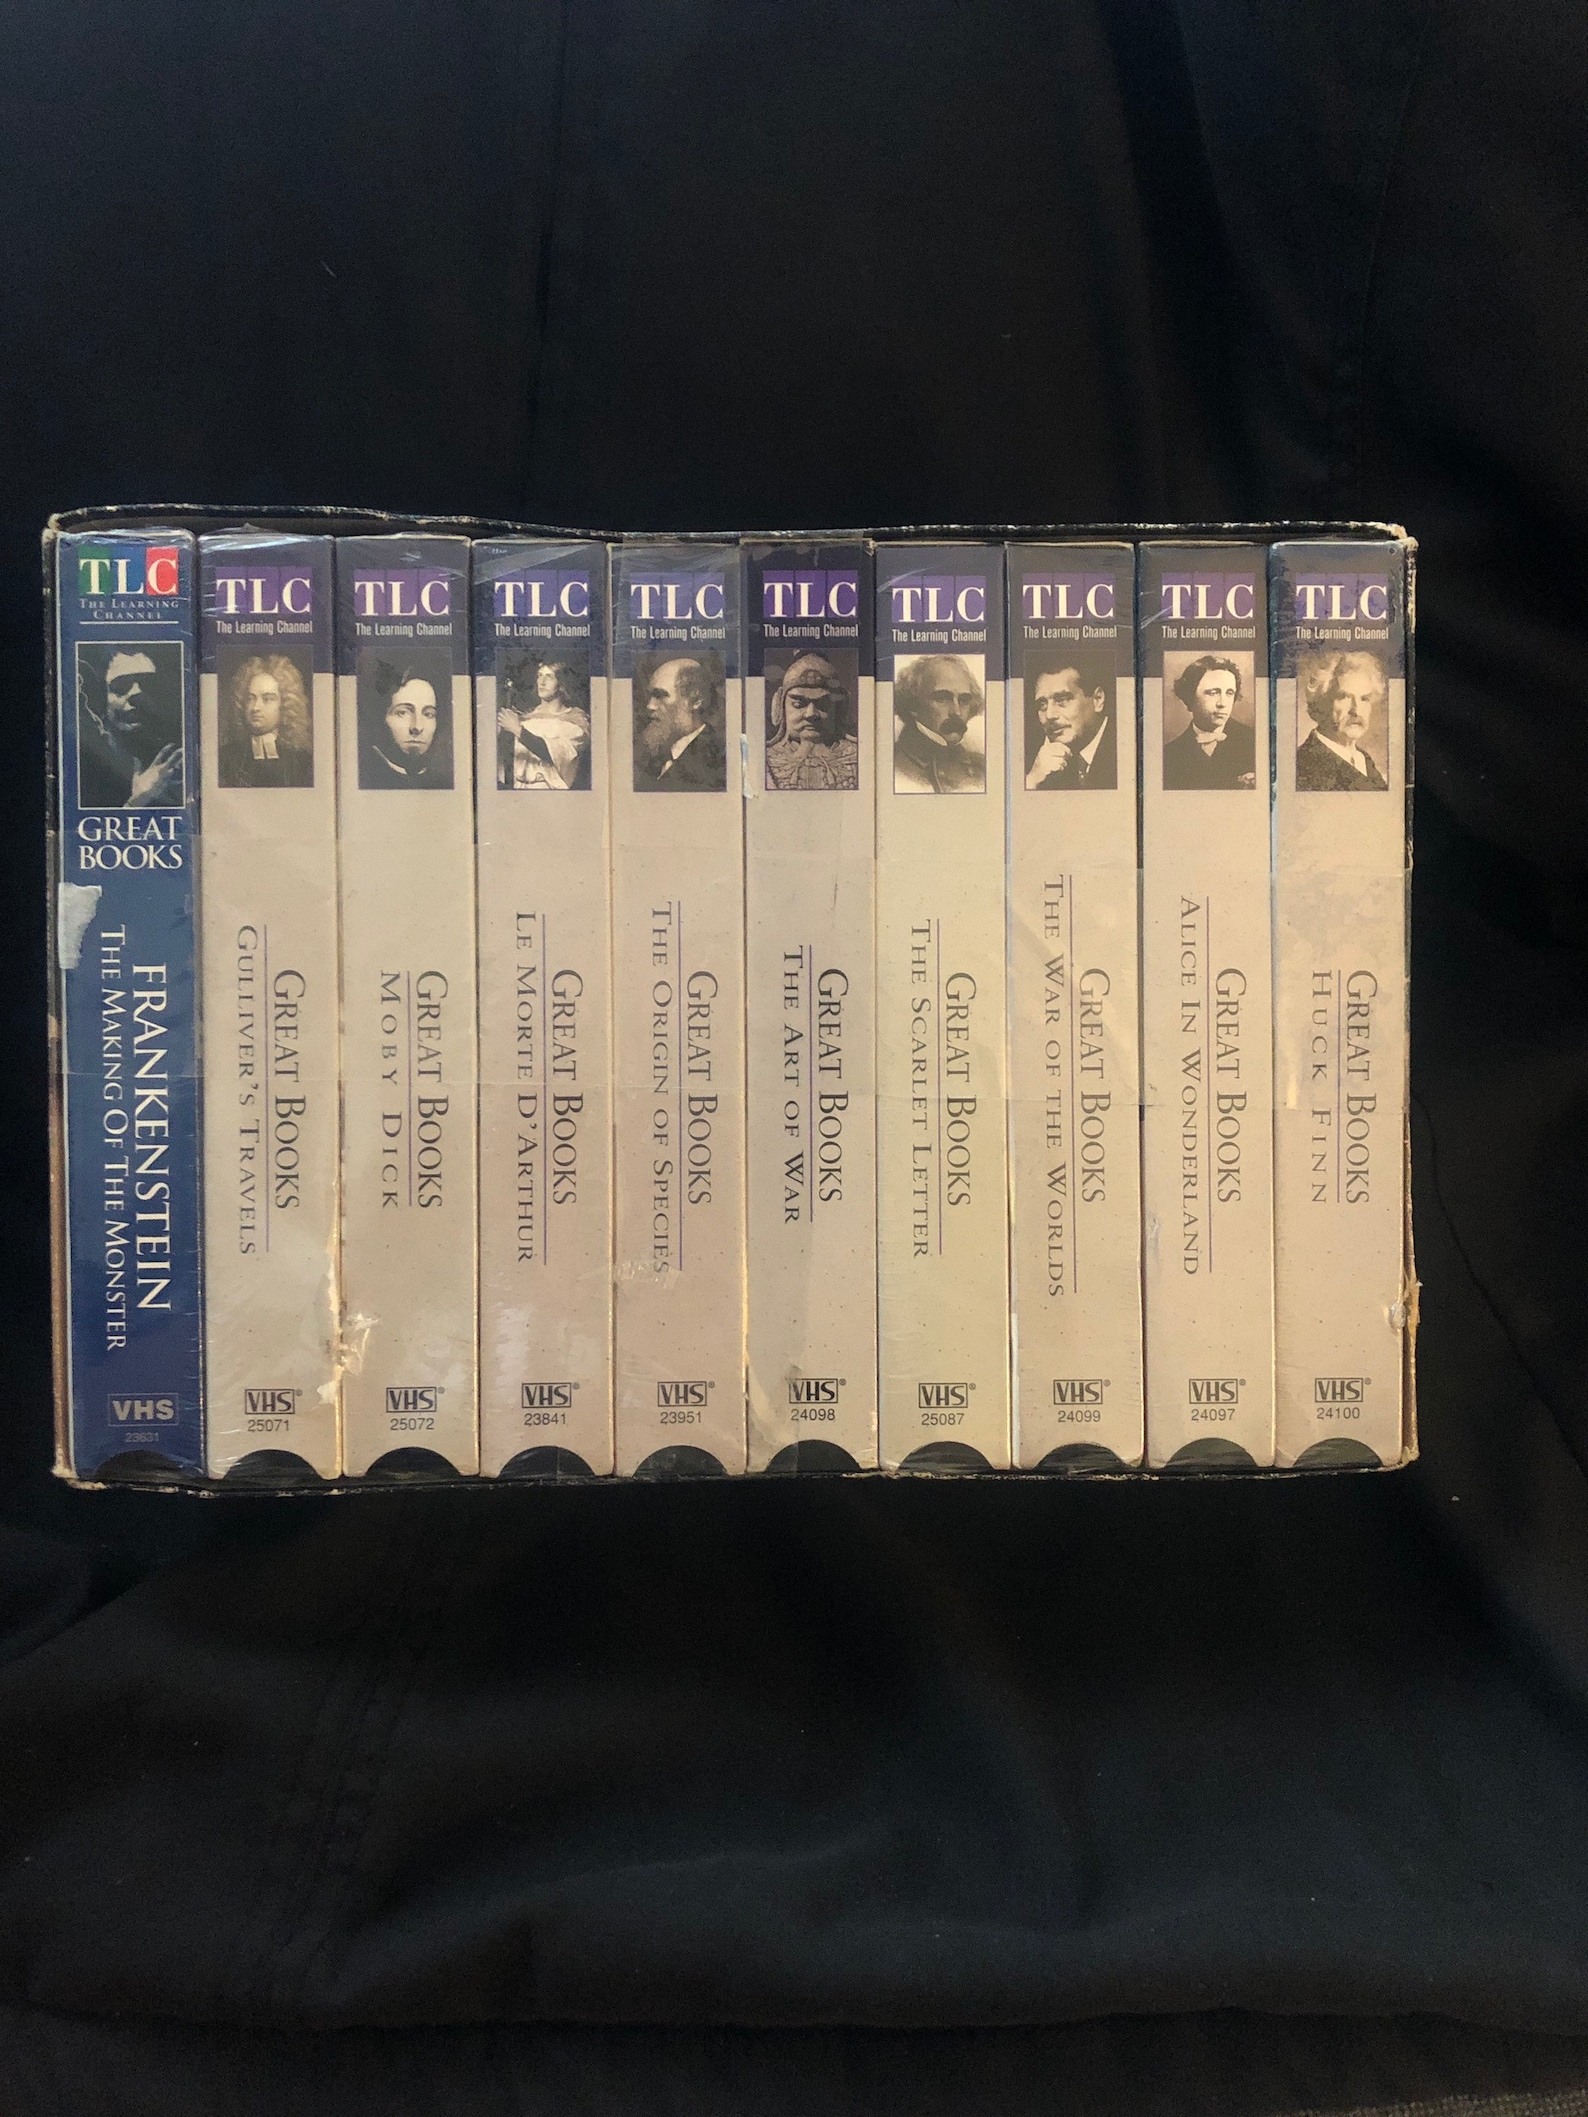 TLC
THE LEARNING
CHANNEL
GREAT
BOOKS
FRANKENSTEIN
THE MAKING OF THE MONSTER
VHS
23631
TLC
The Learning Channel
GREAT BOOKS
GULLIVER'S TRAVELS
VHS®
25071
TLC
The Learning Channel
GREAT BOOKS
MOBY DICK
VHS®
25072
TLC
The Learning Channel
GREAT BOOKS
LE MORTE D'ARTHUR
VHS®
23841
TLC
The Learning Channel
GREAT BOOKS
THE ORIGIN OF SPECIES
VHS®
23951
TLC
The Learning Channel
GREAT BOOKS
THE ART OF WAR
VHS®
24098
TLC
The Learning Channel
GREAT BOOKS
THE SCARLET LETTER
VHS®
25087
TLC
The Learning Channel
GREAT BOOKS
THE WAR OF THE WORLDS
VHS®
24099
TLC
The Learning Channel
GREAT BOOKS
ALICE IN WONDERLAND
VHS®
24097
TLC
The Learning Channel
GREAT BOOKS
HUCK FINN
VHS®
24100